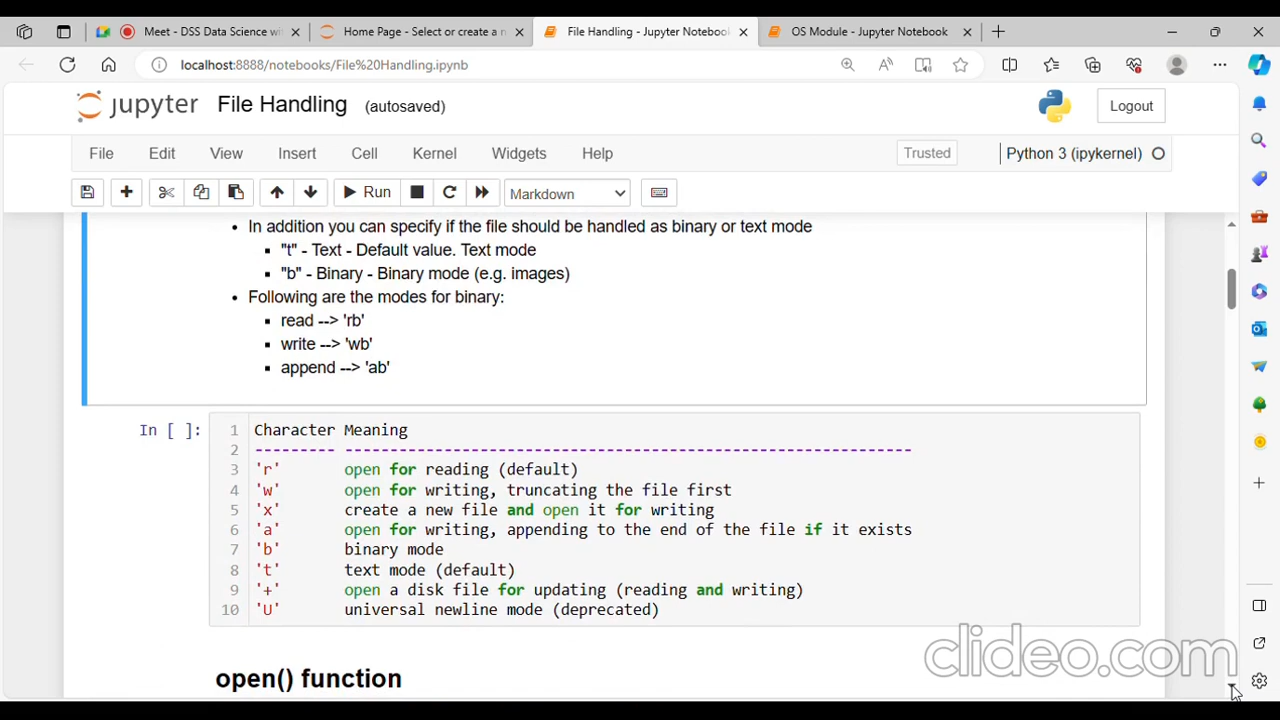 Meet - DSS Data Science wi
Home Page - Select or create a n
File Handling - Jupyter Notebook
OS Module - Jupyter Notebook
localhost:8888/notebooks/File%20Handling.ipynb
jupyter File Handling (autosaved)
Logout
File Edit View Insert Cell Kernel Widgets Help
Trusted
Python 3 (ipykernel)
Run
Markdown
• In addition you can specify if the file should be handled as binary or text mode
▪ "t" - Text - Default value. Text mode
▪ "b" - Binary - Binary mode (e.g. images)
• Following are the modes for binary:
▪ read --> 'rb'
▪ write --> 'wb'
▪ append --> 'ab'
In [ ]:
1 Character Meaning
2 --------- ---------------------------------------------------------------
3 'r' open for reading (default)
4 'w' open for writing, truncating the file first
5 'x' create a new file and open it for writing
6 'a' open for writing, appending to the end of the file if it exists
7 'b' binary mode
8 't' text mode (default)
9 '+' open a disk file for updating (reading and writing)
10 'U' universal newline mode (deprecated)
open() function
clideo.com